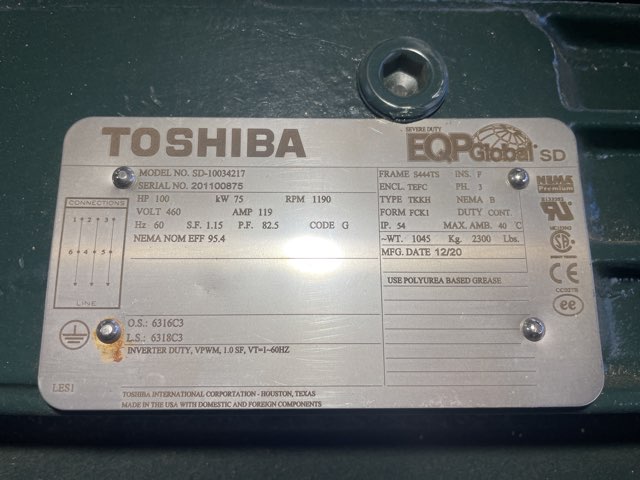 TOSHIBA
SEVERE DUTY
EQP Global SD
MODEL NO. SD-10034217
SERIAL NO. 201100875
HP 100 kW 75 RPM 1190
VOLT 460 AMP 119
Hz 60 S.F. 1.15 P.F. 82.5 CODE G
NEMA NOM EFF 95.4
FRAME S444TS INS. F
ENCL. TEFC PH. 3
TYPE TKKH NEMA B
FORM FCK1 DUTY CONT.
IP. 54 MAX. AMB. 40 °C
~WT. 1045 Kg. 2300 Lbs.
MFG. DATE 12/20
USE POLYUREA BASED GREASE
NEMA
Premium
CE
ee
CONNECTIONS
1 2 3
6 4 5
LINE
O.S.: 6316C3
L.S.: 6318C3
INVERTER DUTY, VPWM, 1.0 SF, VT=1~60HZ
LES1
TOSHIBA INTERNATIONAL CORPORTATION - HOUSTON, TEXAS
MADE IN THE USA WITH DOMESTIC AND FOREIGN COMPONENTS